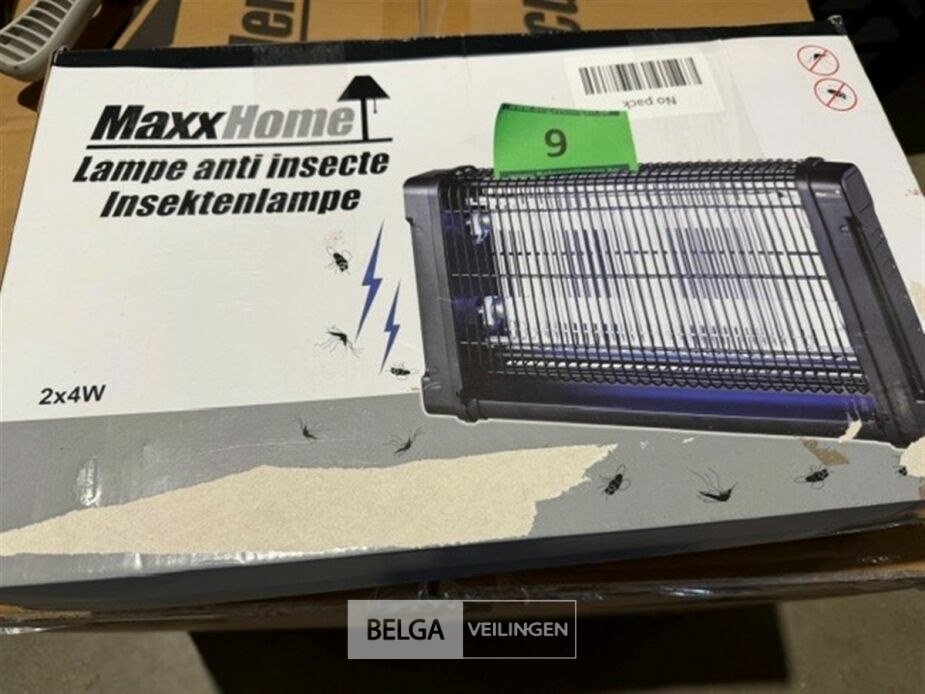 MaxxHome
Lampe anti insecte
Insektenlampe
No pack
9
2x4W
BELGA VEILINGEN